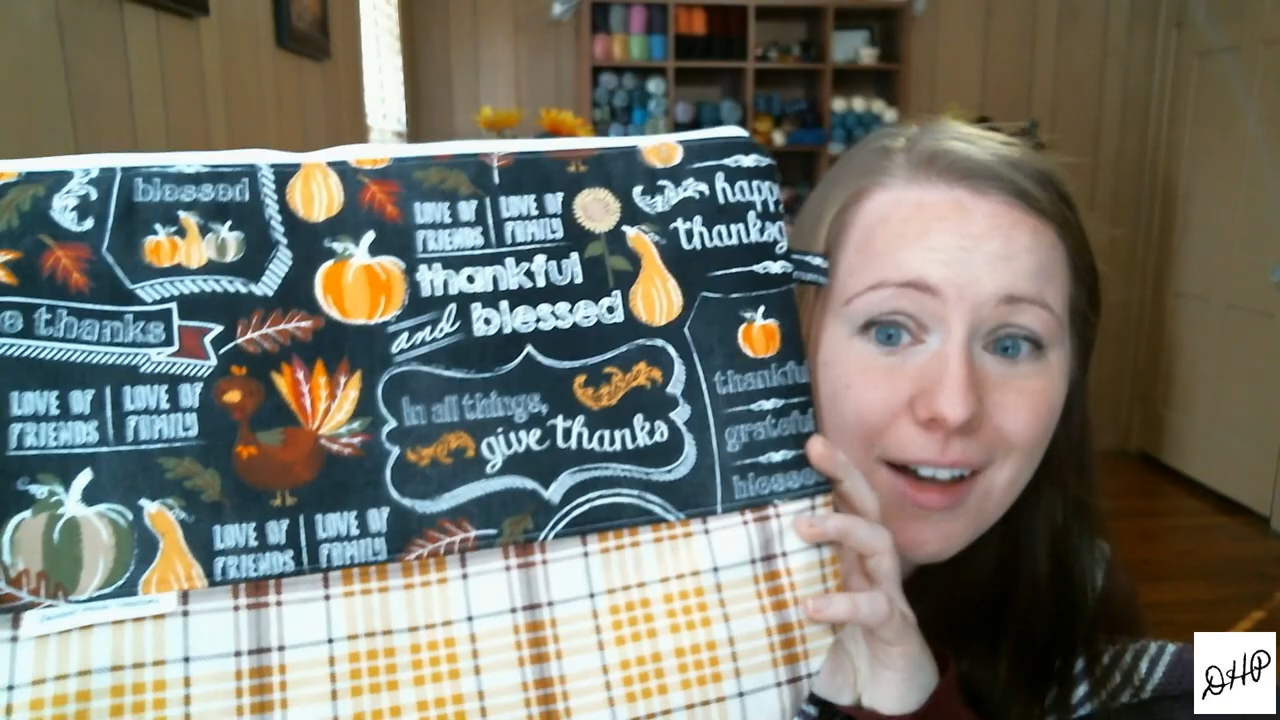 blessed
LOVE OF | LOVE OF
FRIENDS | FAMILY
happy
thanksg
thankful
and blessed
e thanks
LOVE OF | LOVE OF
FRIENDS | FAMILY
In all things,
give thanks
thankful
grateful
blessed
LOVE OF | LOVE OF
FRIENDS | FAMILY
DHP